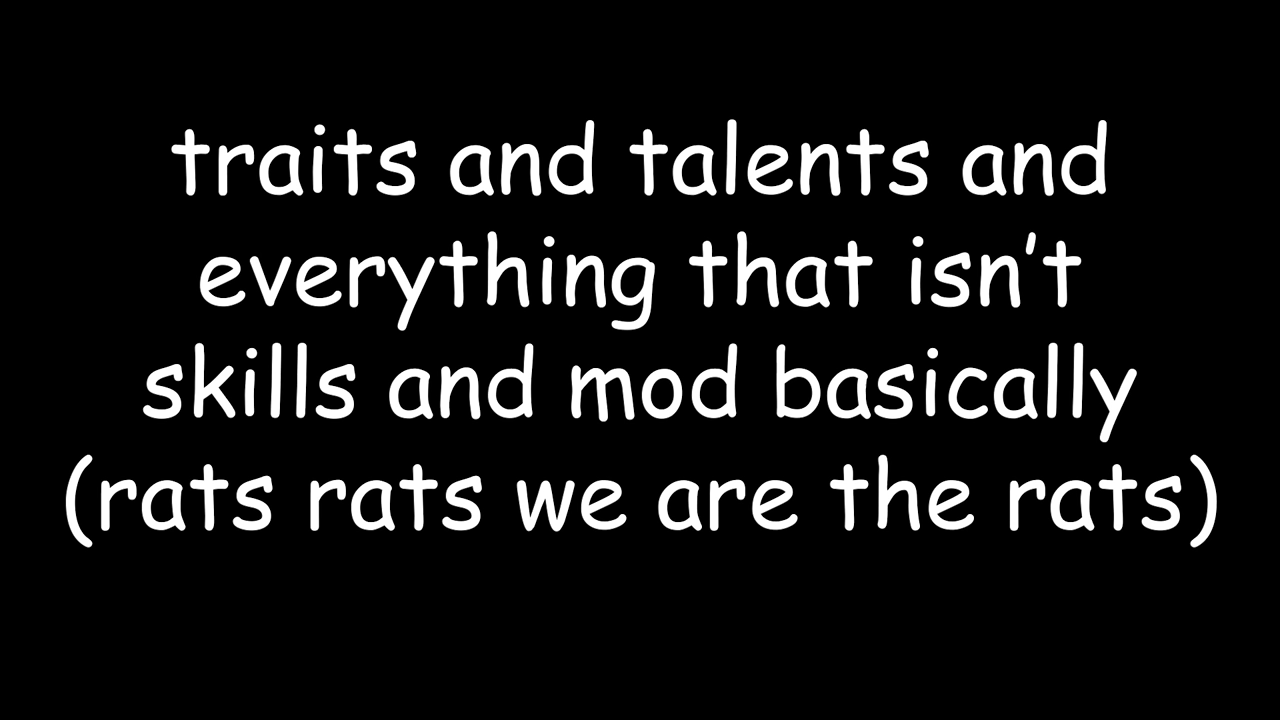 traits and talents and
everything that isn’t
skills and mod basically
(rats rats we are the rats)